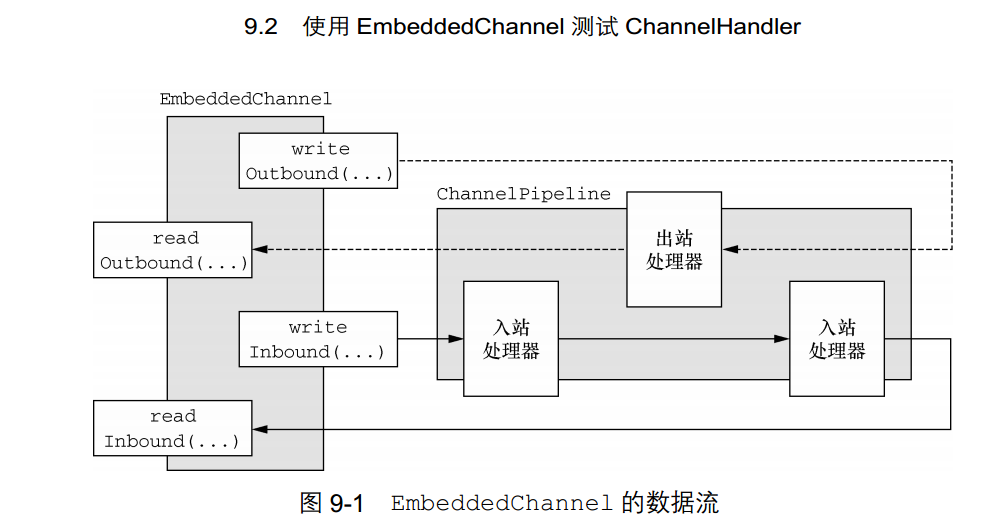 9.2 使用 EmbeddedChannel 测试 ChannelHandler
EmbeddedChannel
write
Outbound(...)
ChannelPipeline
read
Outbound(...)
出站
处理器
write
Inbound(...)
入站
处理器
入站
处理器
read
Inbound(...)
图 9-1 EmbeddedChannel 的数据流